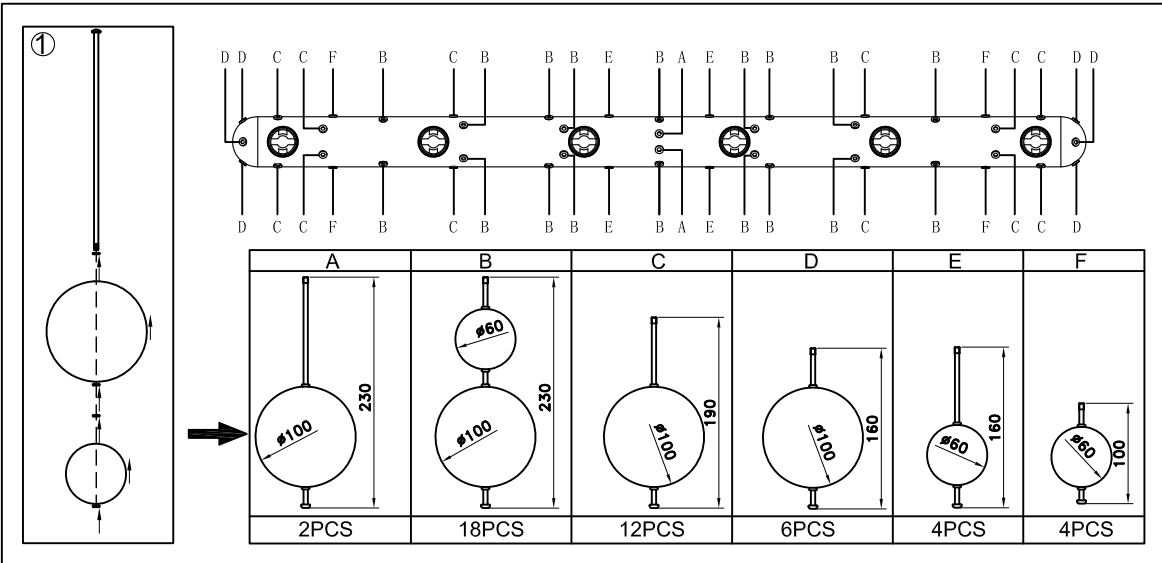 ①
D D C C F B C B B B E B A E B B B C B F C C D D
D C C F B C B B B E B A E B B B C B F C C D
A B C D E F
ø100 230
ø60 ø100 230
ø100 190
ø100 160
ø60 160
ø60 100
2PCS 18PCS 12PCS 6PCS 4PCS 4PCS